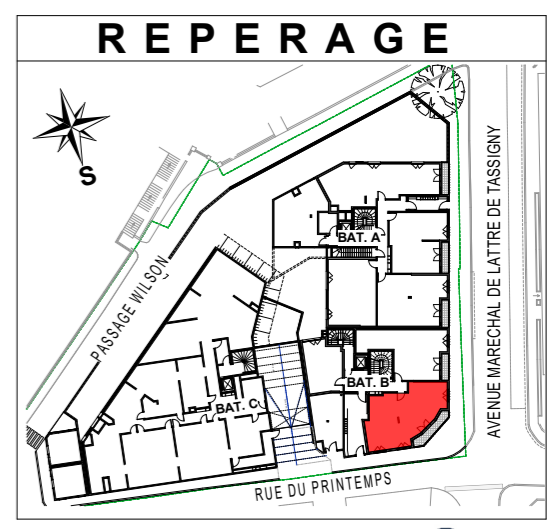 REPERAGE
S
AVENUE MARECHAL DE LATTRE DE TASSIGNY
BAT. A
PASSAGE WILSON
BAT. B
BAT. C
RUE DU PRINTEMPS